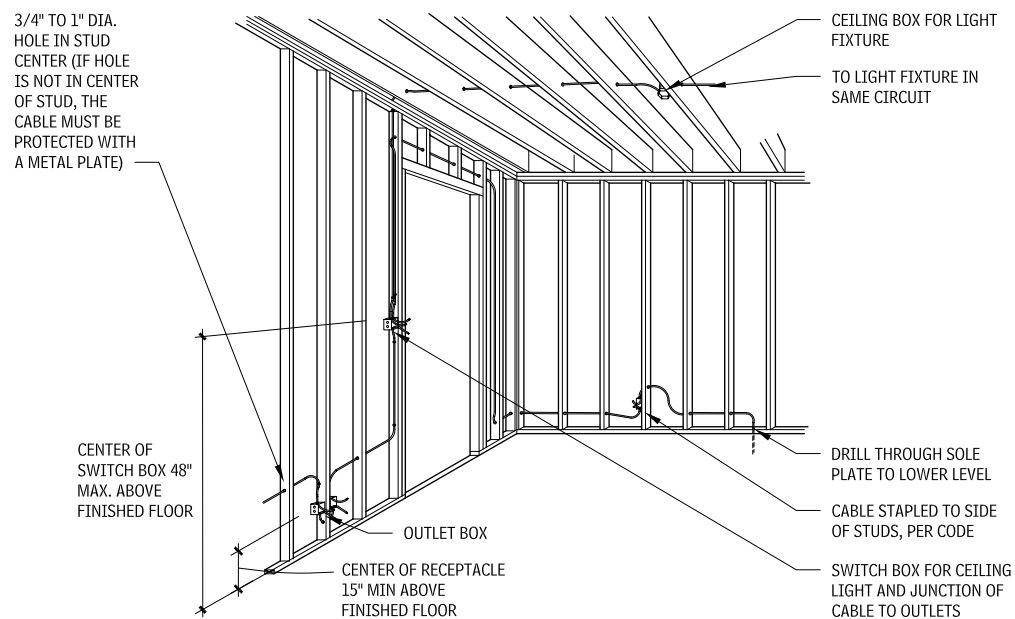 3/4" TO 1" DIA.
HOLE IN STUD
CENTER (IF HOLE
IS NOT IN CENTER
OF STUD, THE
CABLE MUST BE
PROTECTED WITH
A METAL PLATE)
CEILING BOX FOR LIGHT
FIXTURE
TO LIGHT FIXTURE IN
SAME CIRCUIT
CENTER OF
SWITCH BOX 48"
MAX. ABOVE
FINISHED FLOOR
OUTLET BOX
CENTER OF RECEPTACLE
15" MIN ABOVE
FINISHED FLOOR
DRILL THROUGH SOLE
PLATE TO LOWER LEVEL
CABLE STAPLED TO SIDE
OF STUDS, PER CODE
SWITCH BOX FOR CEILING
LIGHT AND JUNCTION OF
CABLE TO OUTLETS